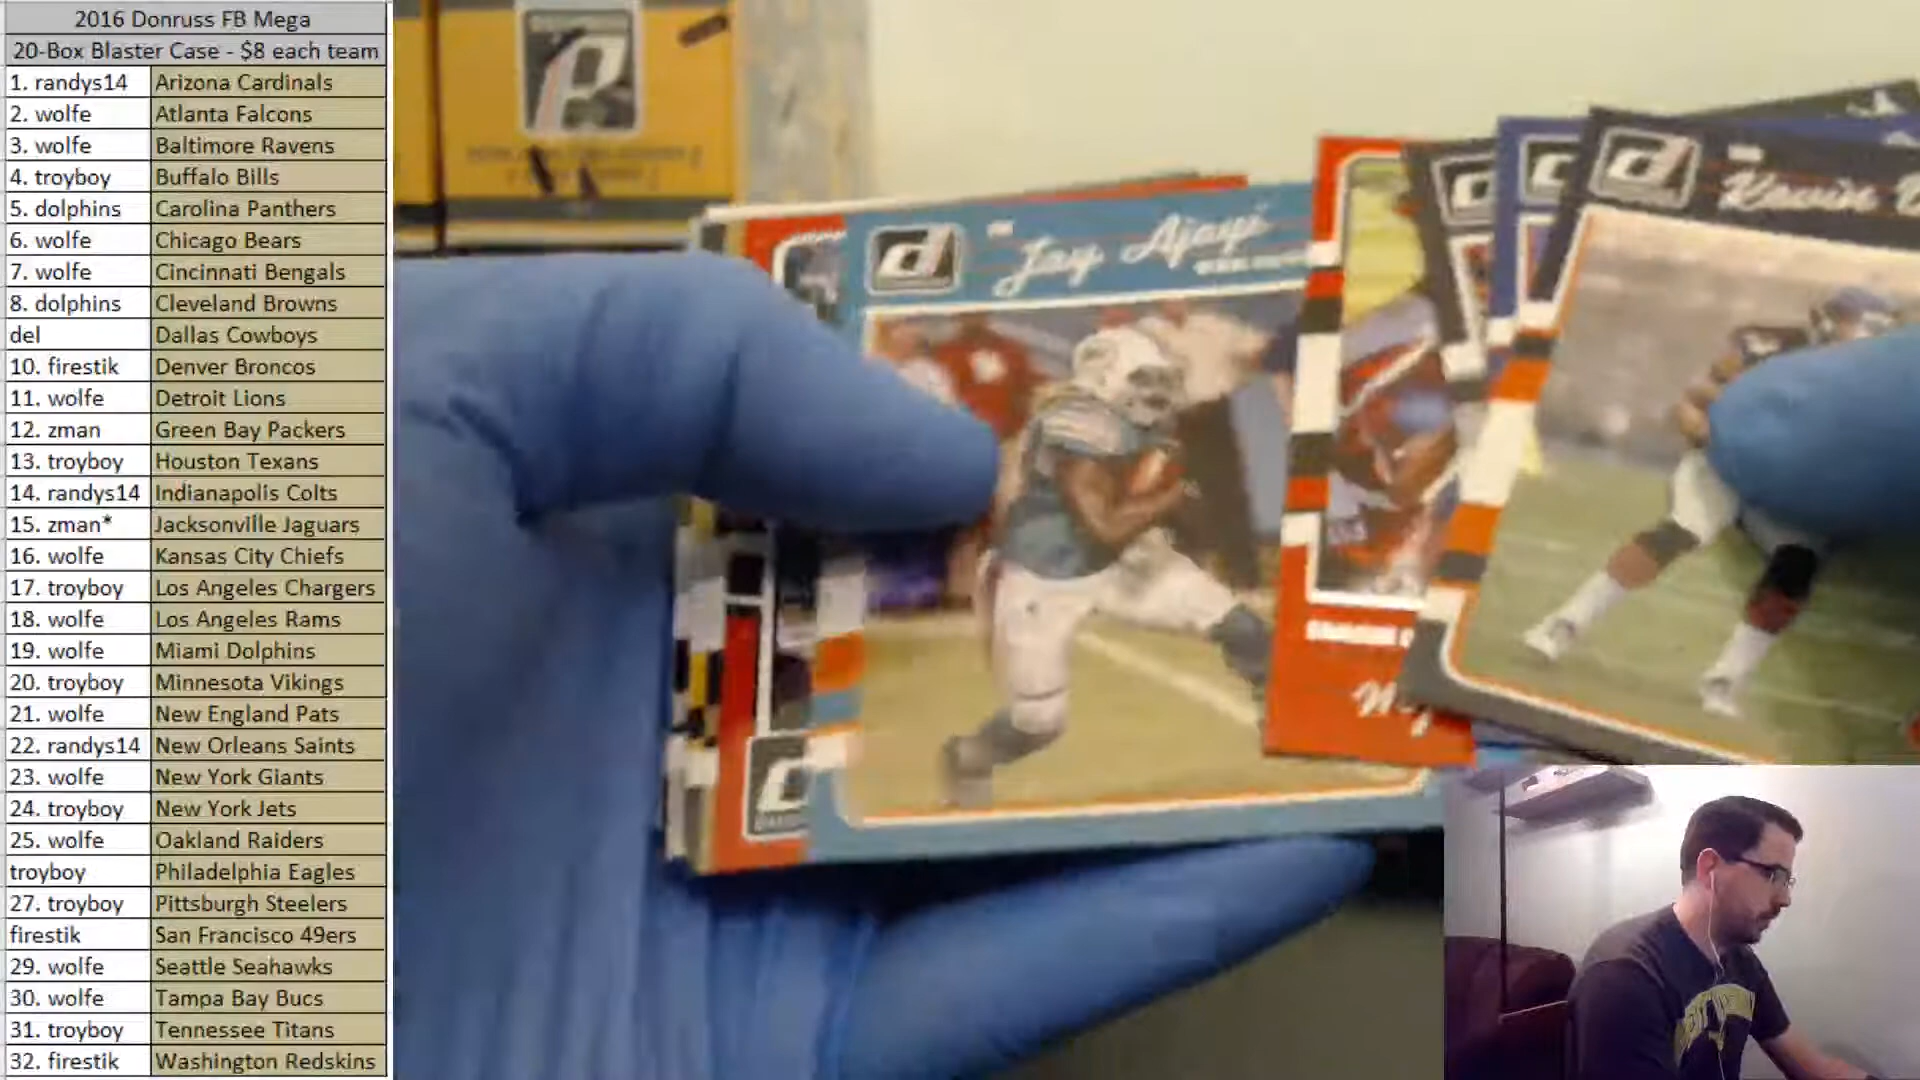 2016 Donruss FB Mega
20-Box Blaster Case - $8 each team
1. randys14 Arizona Cardinals
2. wolfe Atlanta Falcons
3. wolfe Baltimore Ravens
4. troyboy Buffalo Bills
5. dolphins Carolina Panthers
6. wolfe Chicago Bears
7. wolfe Cincinnati Bengals
8. dolphins Cleveland Browns
del Dallas Cowboys
10. firestik Denver Broncos
11. wolfe Detroit Lions
12. zman Green Bay Packers
13. troyboy Houston Texans
14. randys14 Indianapolis Colts
15. zman* Jacksonville Jaguars
16. wolfe Kansas City Chiefs
17. troyboy Los Angeles Chargers
18. wolfe Los Angeles Rams
19. wolfe Miami Dolphins
20. troyboy Minnesota Vikings
21. wolfe New England Pats
22. randys14 New Orleans Saints
23. wolfe New York Giants
24. troyboy New York Jets
25. wolfe Oakland Raiders
troyboy Philadelphia Eagles
27. troyboy Pittsburgh Steelers
firestik San Francisco 49ers
29. wolfe Seattle Seahawks
30. wolfe Tampa Bay Bucs
31. troyboy Tennessee Titans
32. firestik Washington Redskins
d Jay Ajayi
d Kevin